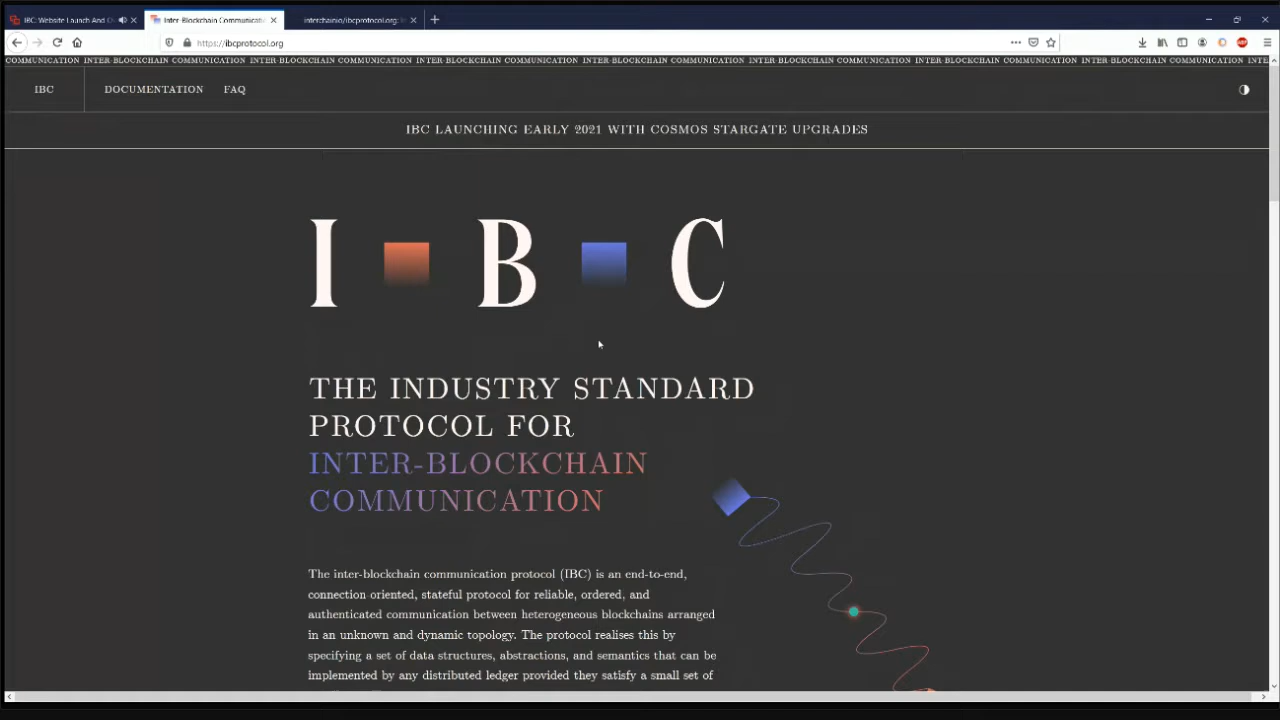 IBC: Website Launch And O
Inter-Blockchain Communicati
interchainio/ibcprotocol.org: I
https://ibcprotocol.org
COMMUNICATION INTER-BLOCKCHAIN COMMUNICATION INTER-BLOCKCHAIN COMMUNICATION INTER-BLOCKCHAIN COMMUNICATION INTER-BLOCKCHAIN COMMUNICATION INTER-BLOCKCHAIN COMMUNICATION INTER-BLOCKCHAIN COMMUNICATION INTER-BLOCKCHAIN COMMUNICATION INTE
IBC
DOCUMENTATION
FAQ
IBC LAUNCHING EARLY 2021 WITH COSMOS STARGATE UPGRADES
I B C
THE INDUSTRY STANDARD
PROTOCOL FOR
INTER-BLOCKCHAIN
COMMUNICATION
The inter-blockchain communication protocol (IBC) is an end-to-end,
connection oriented, stateful protocol for reliable, ordered, and
authenticated communication between heterogeneous blockchains arranged
in an unknown and dynamic topology. The protocol realises this by
specifying a set of data structures, abstractions, and semantics that can be
implemented by any distributed ledger provided they satisfy a small set of